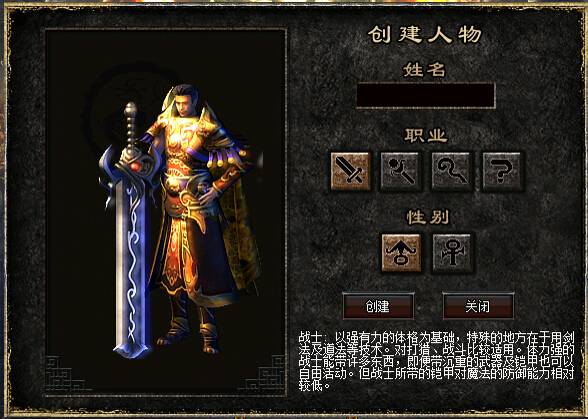 创建人物
姓名
职业
性别
创建
关闭
战士：以强有力的体格为基础，特殊的地方在于用剑
法及道法等技术。对打猎、战斗比较适用。体力强的
战士能带许多东西，即便带沉重的武器及铠甲也可以
自由活动。但战士所带的铠甲对魔法的防御能力相对
较低。